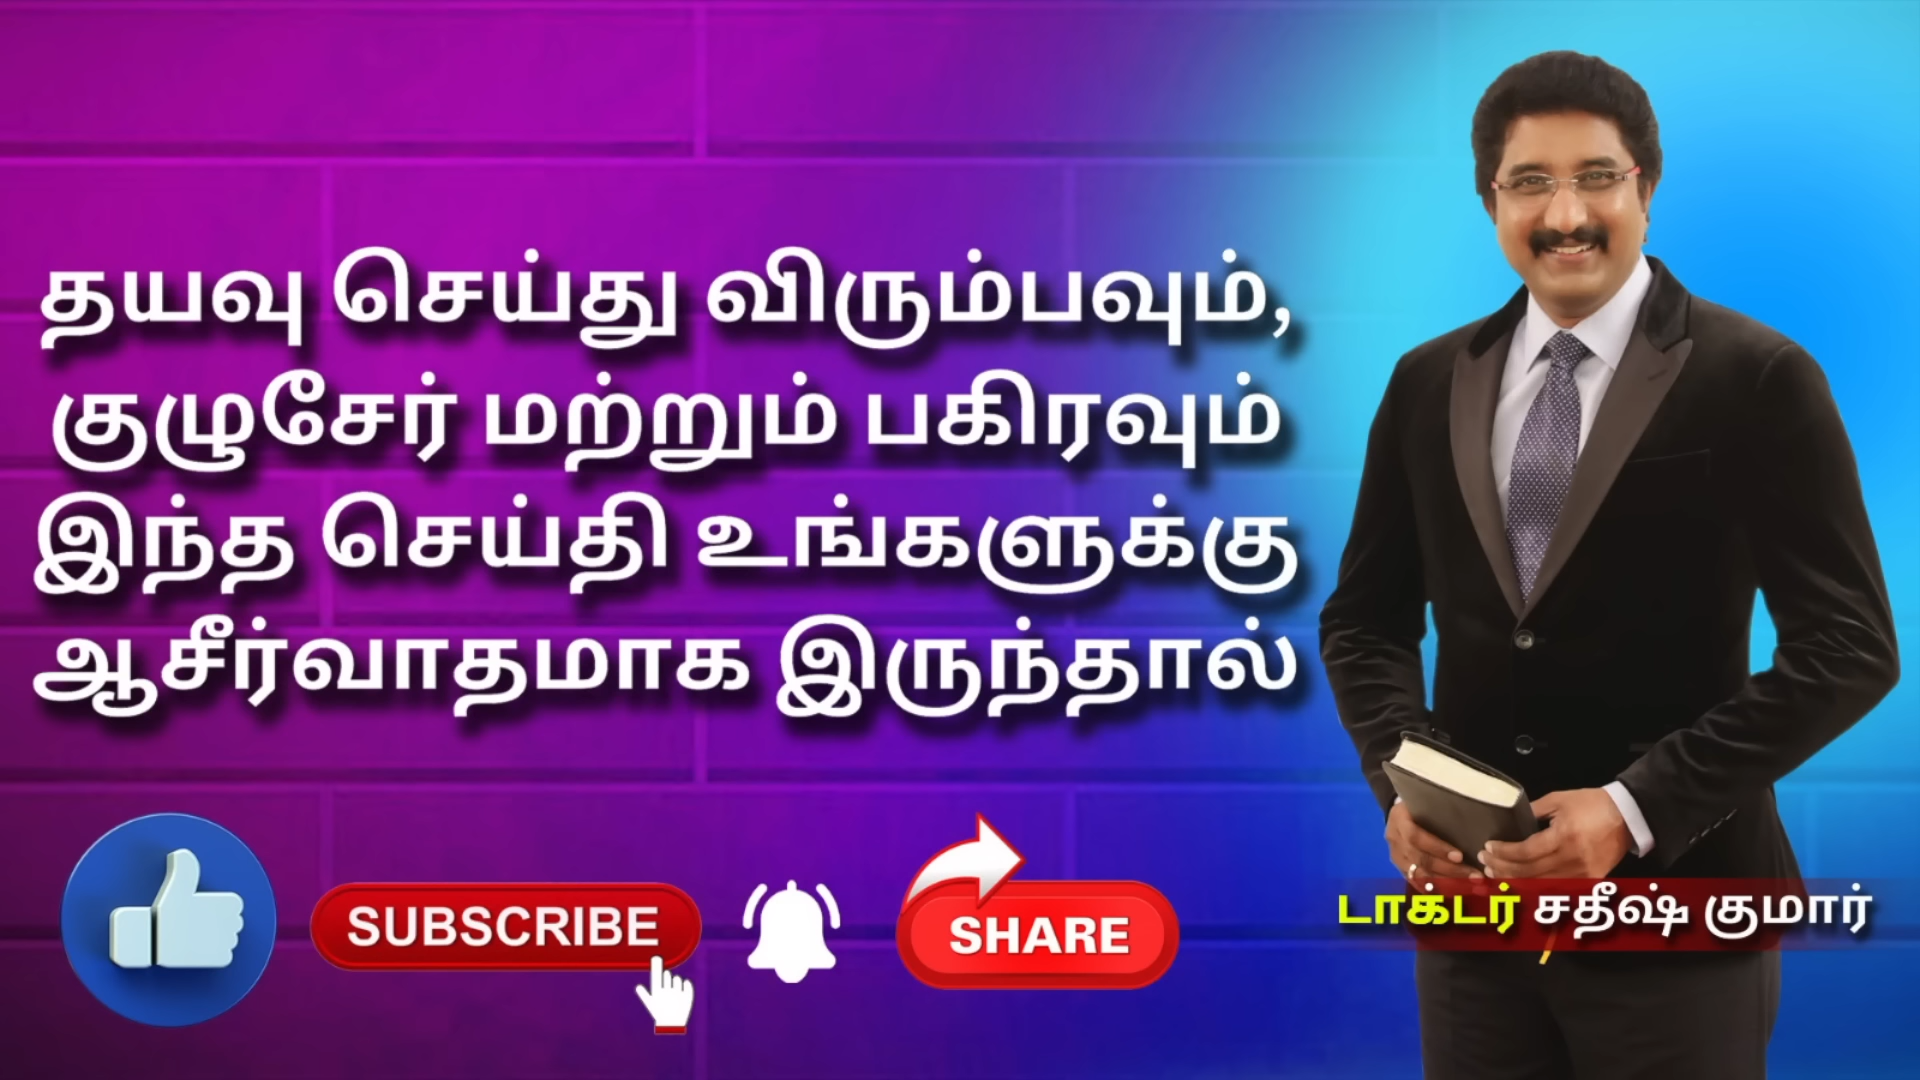 தயவு செய்து விரும்பவும்,
குழுசேர் மற்றும் பகிரவும்
இந்த செய்தி உங்களுக்கு
ஆசீர்வாதமாக இருந்தால்
SUBSCRIBE
SHARE
டாக்டர் சதீஷ் குமார்